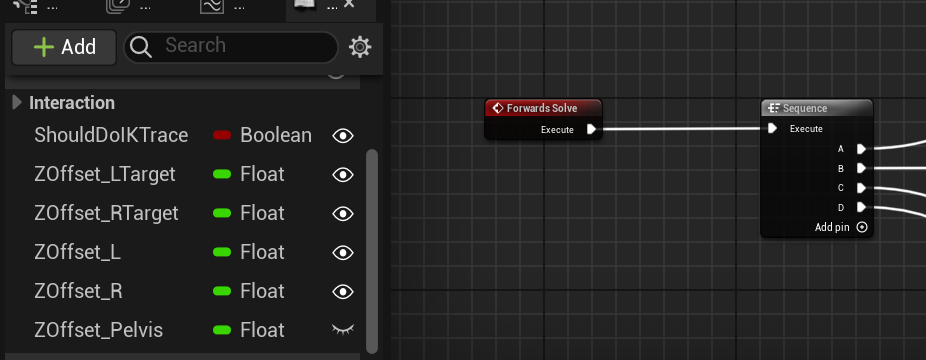 ... ... ... ...
+ Add
Search
Interaction
ShouldDoIKTrace Boolean
ZOffset_LTarget Float
ZOffset_RTarget Float
ZOffset_L Float
ZOffset_R Float
ZOffset_Pelvis Float
Forwards Solve
Execute
Sequence
Execute
A
B
C
D
Add pin